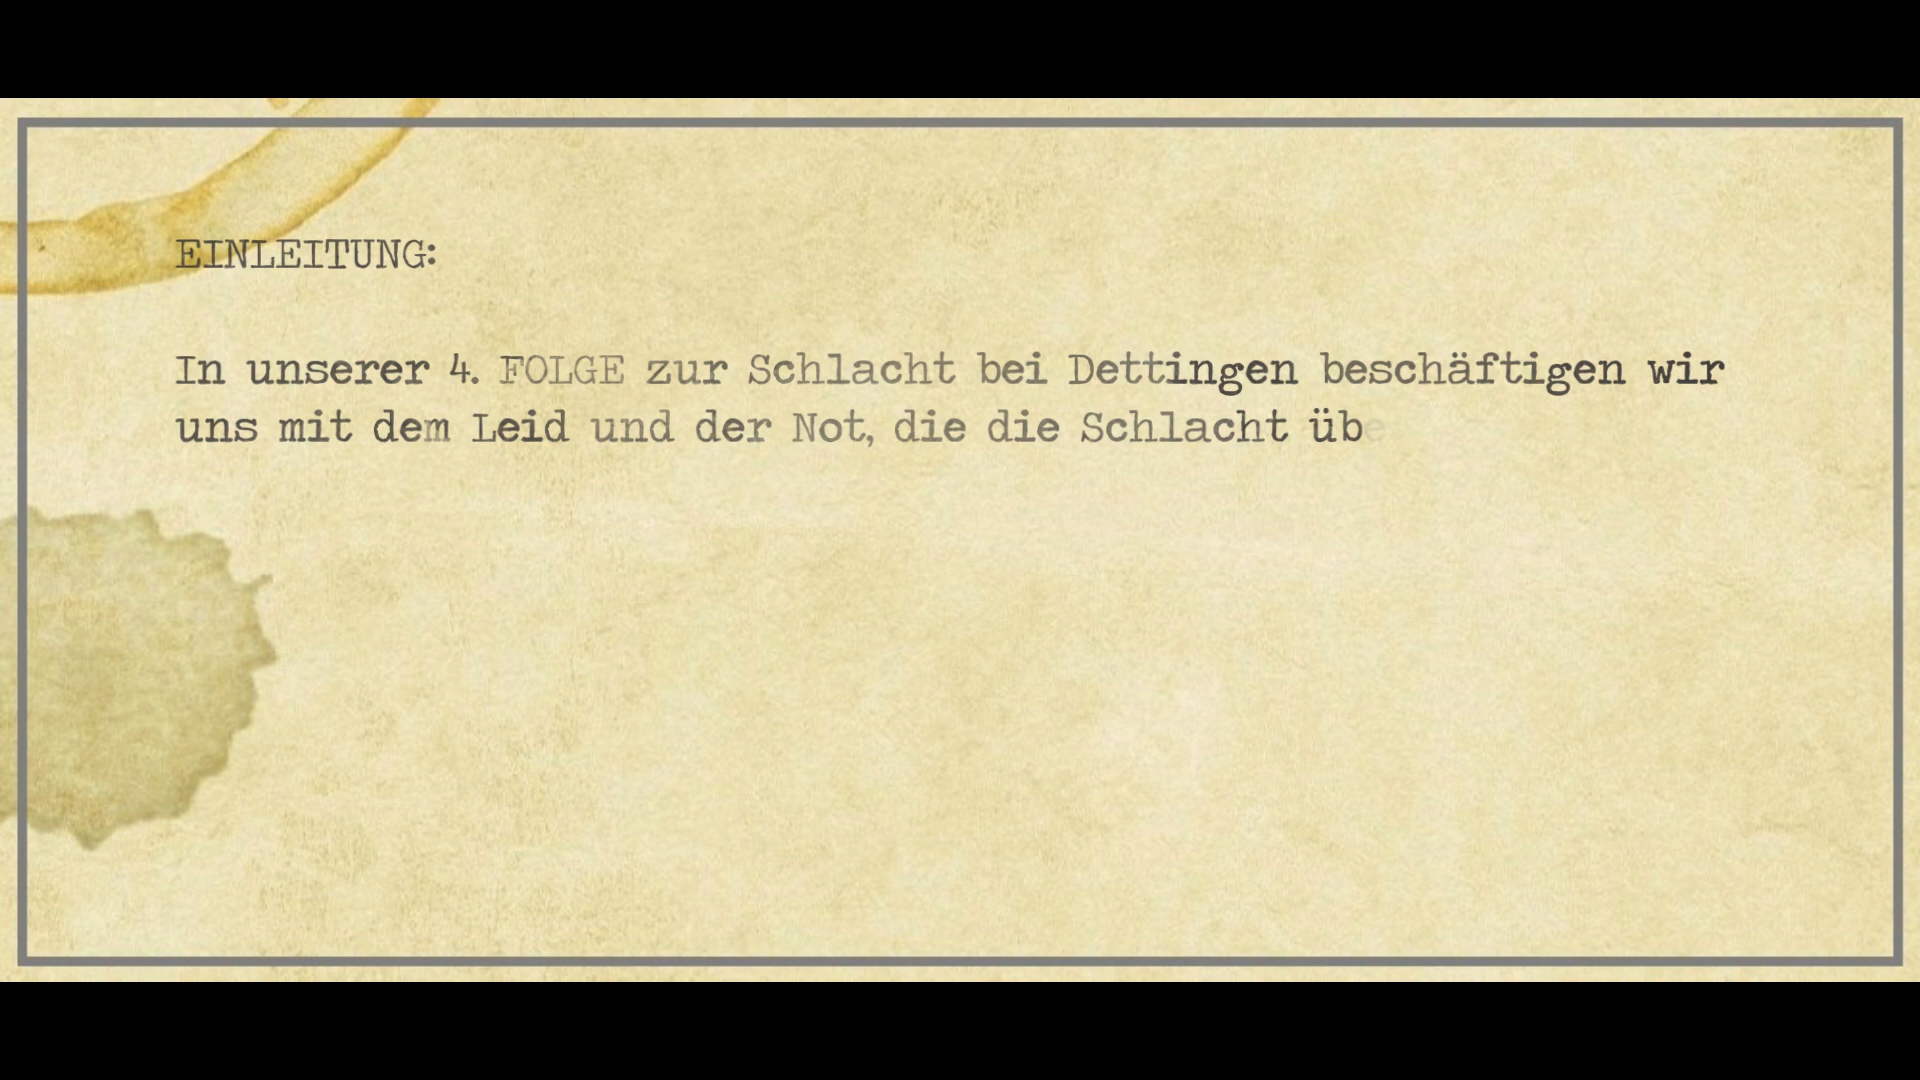 EINLEITUNG:
In unserer 4. FOLGE zur Schlacht bei Dettingen beschäftigen wir
uns mit dem Leid und der Not, die die Schlacht übe